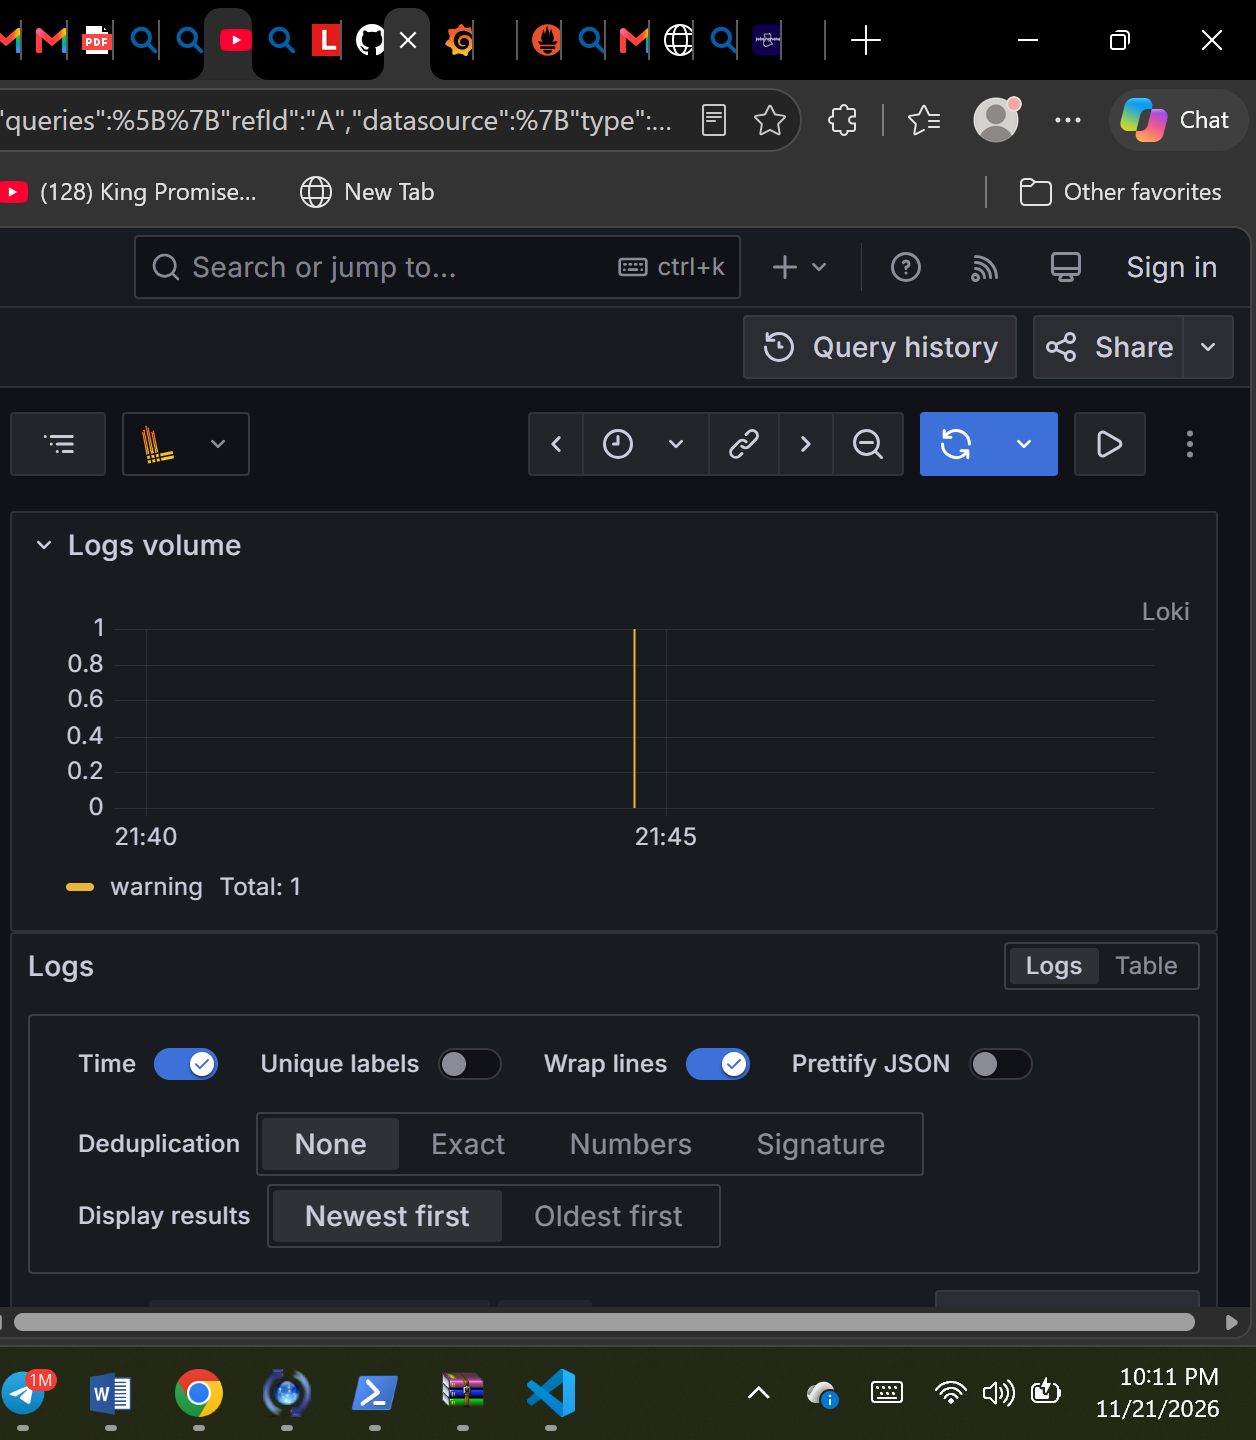 PDF
L
"queries":%5B%7B"refId":"A","datasource":%7B"type":...
Chat
(128) King Promise...
New Tab
Other favorites
Search or jump to...
ctrl+k
Sign in
Query history
Share
Logs volume
Loki
1
0.8
0.6
0.4
0.2
0
21:40
21:45
warning Total: 1
Logs
Logs
Table
Time
Unique labels
Wrap lines
Prettify JSON
Deduplication
None
Exact
Numbers
Signature
Display results
Newest first
Oldest first
1M
W
10:11 PM
11/21/2026